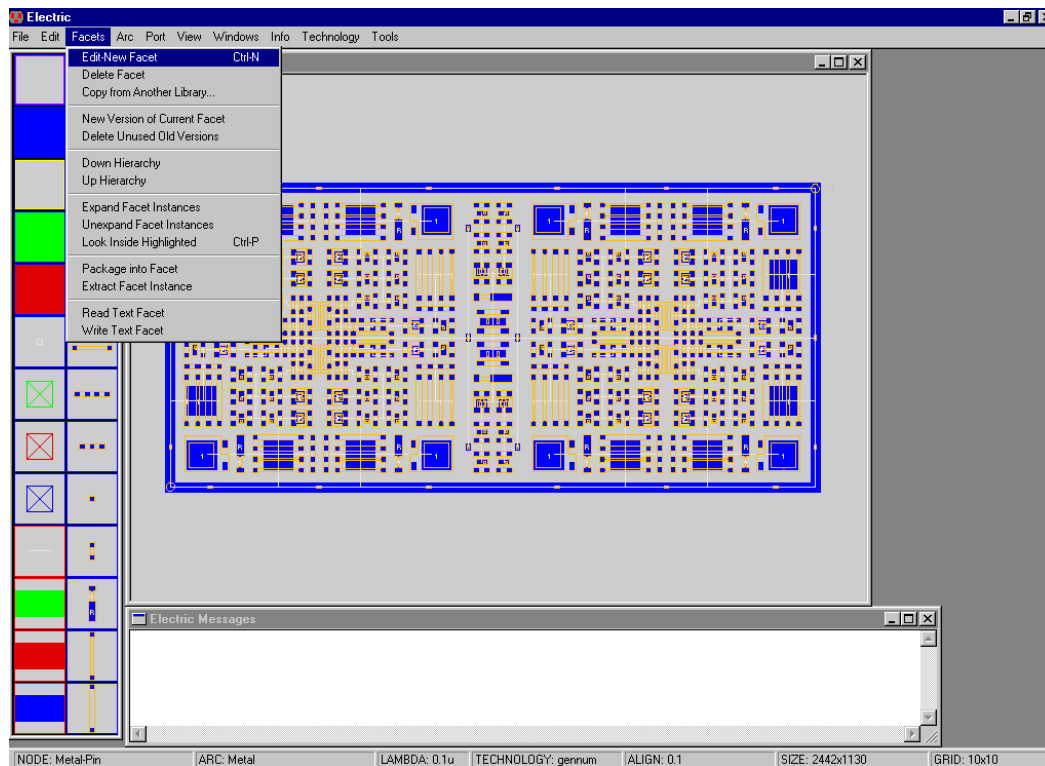 Electric
File Edit Facets Arc Port View Windows Info Technology Tools
Edit-New Facet Ctrl-N
Delete Facet
Copy from Another Library...
New Version of Current Facet
Delete Unused Old Versions
Down Hierarchy
Up Hierarchy
Expand Facet Instances
Unexpand Facet Instances
Look Inside Highlighted Ctrl-P
Package into Facet
Extract Facet Instance
Read Text Facet
Write Text Facet
Electric Messages
NODE: Metal-Pin ARC: Metal LAMBDA: 0.1u TECHNOLOGY: gennum ALIGN: 0.1 SIZE: 2442x1130 GRID: 10x10